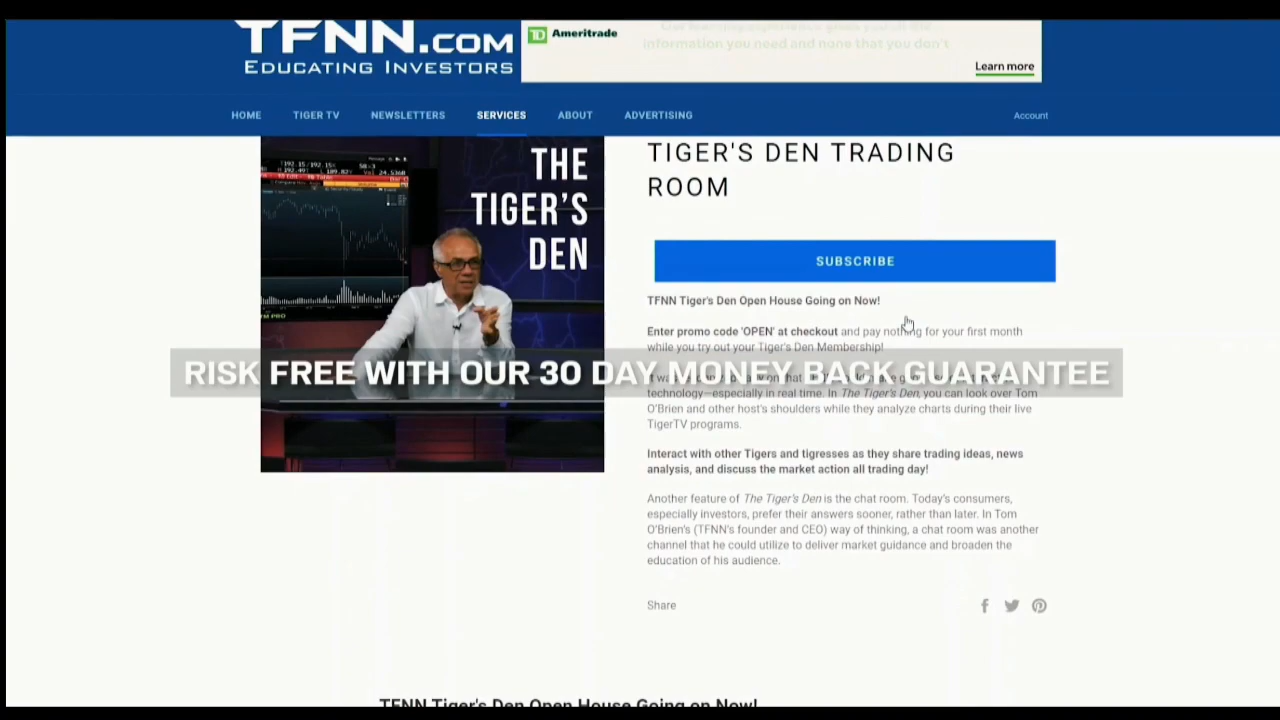 TFNN.COM
EDUCATING INVESTORS
Ameritrade
information you need and none that you don't
Learn more
HOME TIGER TV NEWSLETTERS SERVICES ABOUT ADVERTISING
Account
THE
TIGER'S
DEN
TIGER'S DEN TRADING
ROOM
SUBSCRIBE
TFNN Tiger's Den Open House Going on Now!
Enter promo code 'OPEN' at checkout and pay nothing for your first month
while you try out your Tiger's Den Membership!
RISK FREE WITH OUR 30 DAY MONEY BACK GUARANTEE
technology—especially in real time. In The Tiger's Den, you can look over Tom
O'Brien and other host's shoulders while they analyze charts during their live
TigerTV programs.
Interact with other Tigers and tigresses as they share trading ideas, news
analysis, and discuss the market action all trading day!
Another feature of The Tiger's Den is the chat room. Today's consumers,
especially investors, prefer their answers sooner, rather than later. In Tom
O'Brien's (TFNN's founder and CEO) way of thinking, a chat room was another
channel that he could utilize to deliver market guidance and broaden the
education of his audience.
Share
TFNN Tiger's Den Open House Going on Now!